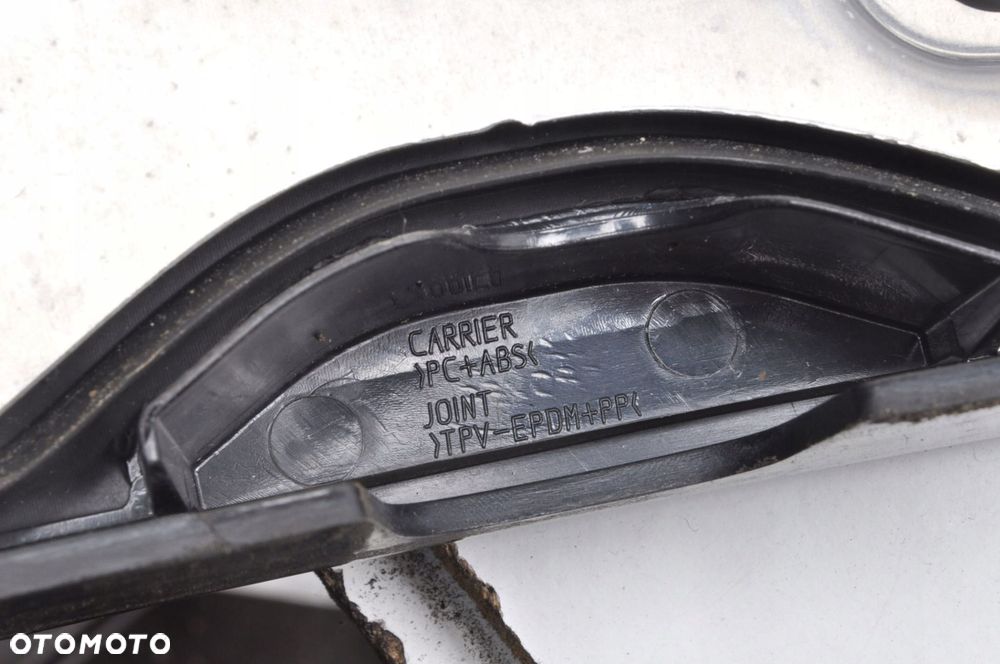 CARRIER
>PC+ABS<
JOINT
>TPV-EPDM+PP<
OTOMOTO